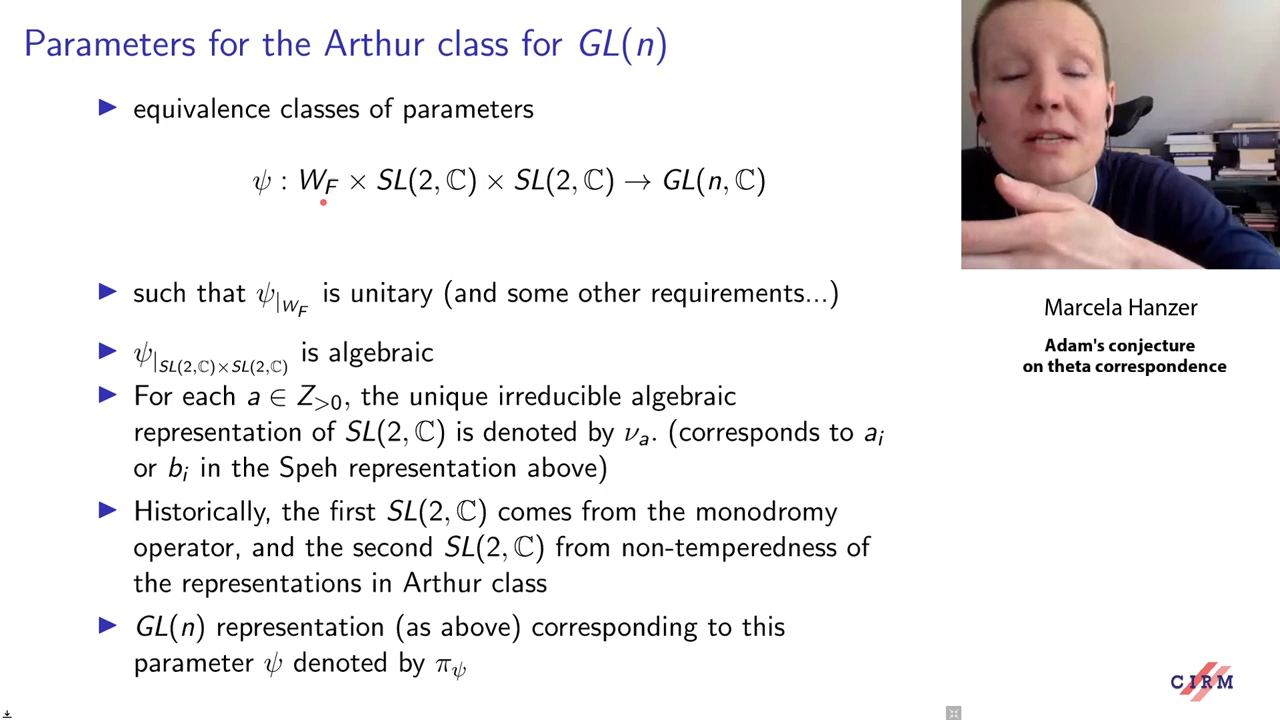 Parameters for the Arthur class for GL(n)
▶ equivalence classes of parameters
ψ : W_F × SL(2, ℂ) × SL(2, ℂ) → GL(n, ℂ)
▶ such that ψ|_{W_F} is unitary (and some other requirements...)
▶ ψ|_{SL(2,ℂ)×SL(2,ℂ)} is algebraic
▶ For each a ∈ Z_{>0}, the unique irreducible algebraic
representation of SL(2, ℂ) is denoted by ν_a. (corresponds to a_i
or b_i in the Speh representation above)
▶ Historically, the first SL(2, ℂ) comes from the monodromy
operator, and the second SL(2, ℂ) from non-temperedness of
the representations in Arthur class
▶ GL(n) representation (as above) corresponding to this
parameter ψ denoted by π_ψ
Marcela Hanzer
Adam's conjecture
on theta correspondence
CIRM